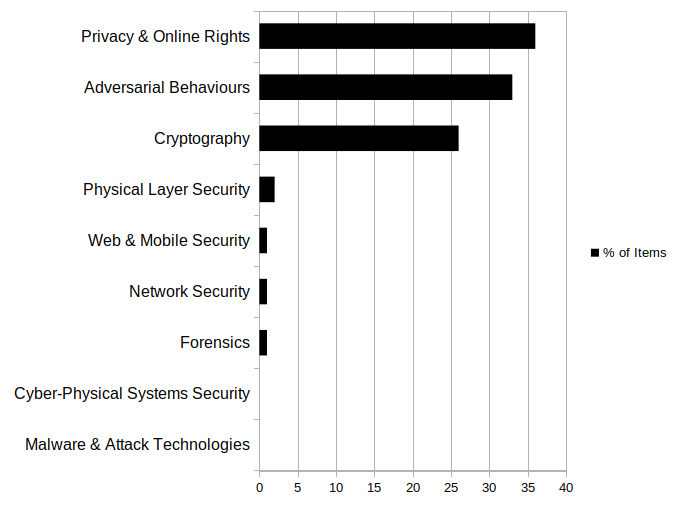 Privacy & Online Rights
Adversarial Behaviours
Cryptography
Physical Layer Security
Web & Mobile Security
Network Security
Forensics
Cyber-Physical Systems Security
Malware & Attack Technologies
% of Items
0 5 10 15 20 25 30 35 40